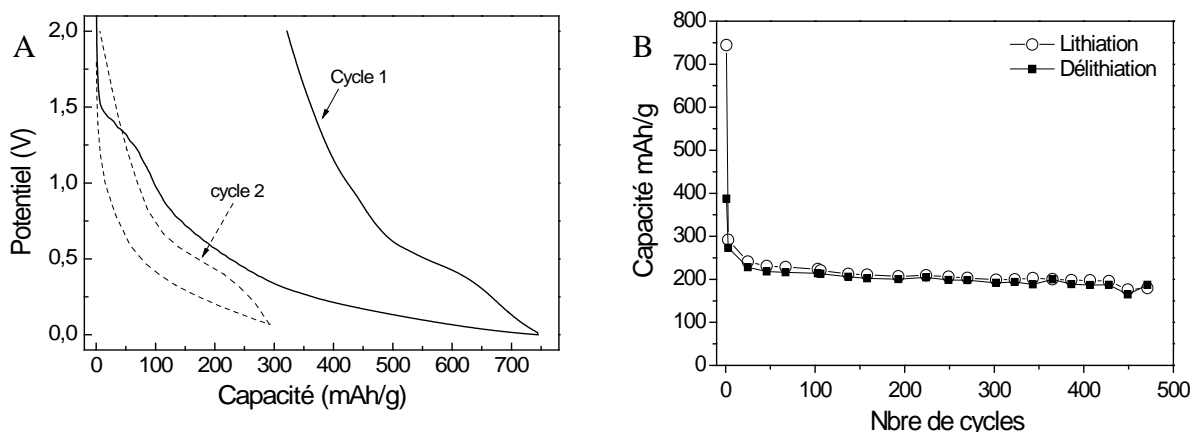 A
Potentiel (V)
2,0
1,5
1,0
0,5
0,0
Cycle 1
cycle 2
0 100 200 300 400 500 600 700
Capacité (mAh/g)
B
Capacité mAh/g
800
700
600
500
400
300
200
100
0
Lithiation
Délithiation
0 100 200 300 400 500
Nbre de cycles